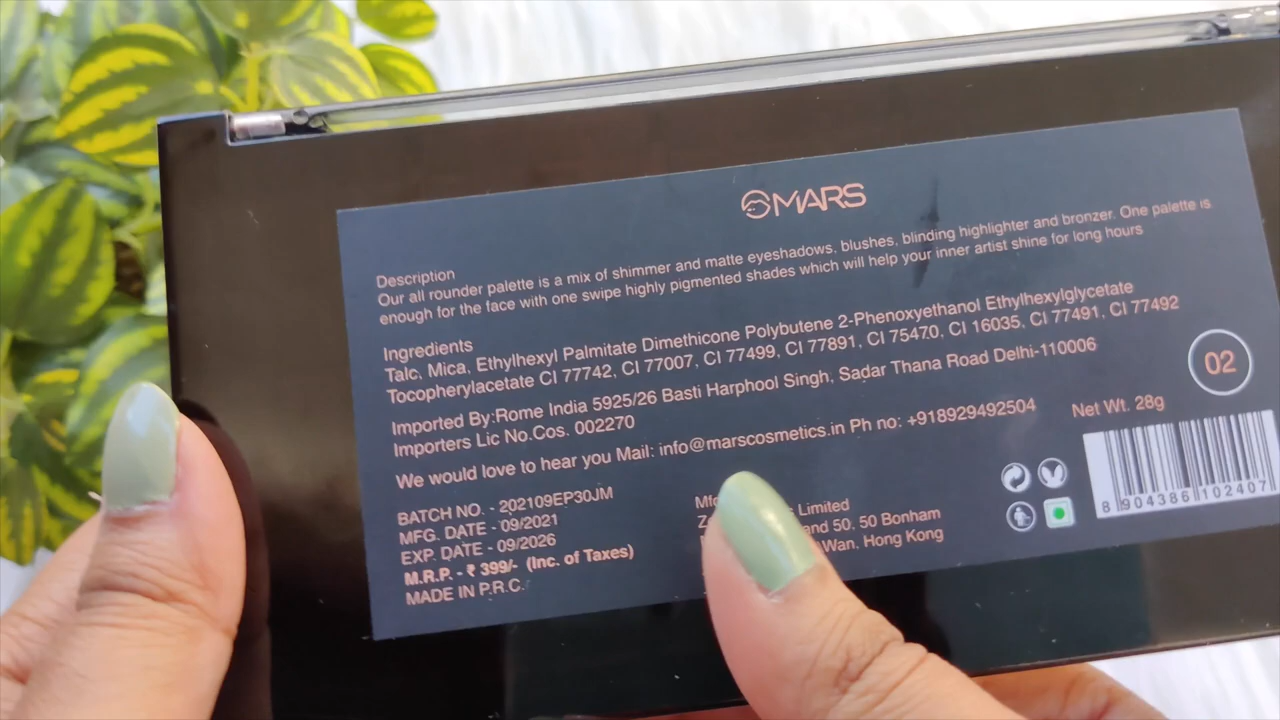 MARS
Description
Our all rounder palette is a mix of shimmer and matte eyeshadows, blushes, blinding highlighter and bronzer. One palette is
enough for the face with one swipe highly pigmented shades which will help your inner artist shine for long hours
Ingredients
Talc, Mica, Ethylhexyl Palmitate Dimethicone Polybutene 2-Phenoxyethanol Ethylhexylglycetate
Tocopherylacetate CI 77742, CI 77007, CI 77499, CI 77891, CI 75470, CI 16035, CI 77491, CI 77492
Imported By:Rome India 5925/26 Basti Harphool Singh, Sadar Thana Road Delhi-110006
Importers Lic No.Cos. 002270
We would love to hear you Mail: info@marscosmetics.in Ph no: +918929492504
02
Net Wt. 28g
8 904386 102407
BATCH NO. - 202109EP30JM
MFG. DATE - 09/2021
EXP. DATE - 09/2026
M.R.P. - ₹ 399/- (Inc. of Taxes)
MADE IN P.R.C.
Limited
50. 50 Bonham
Wan, Hong Kong